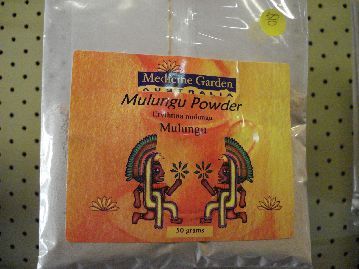 Medicine Garden
AUSTRALIA
Mulungu Powder
Erythrina mulungu
Mulungu
50 grams